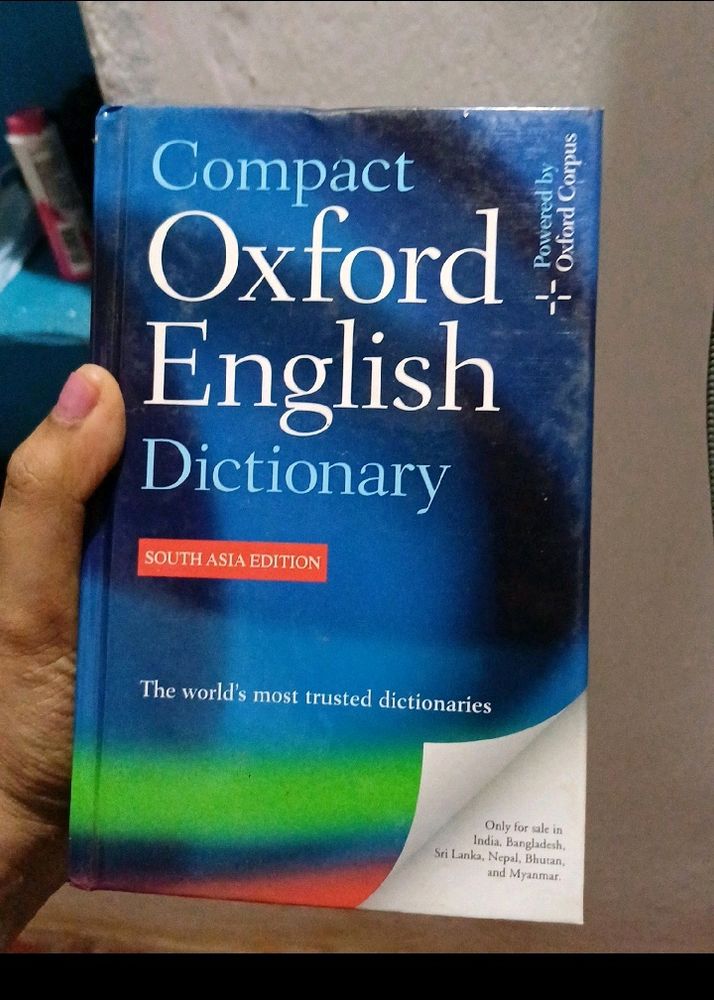 Compact
Oxford
English
Dictionary
Powered by
Oxford Corpus
SOUTH ASIA EDITION
The world's most trusted dictionaries
Only for sale in
India, Bangladesh,
Sri Lanka, Nepal, Bhutan,
and Myanmar.